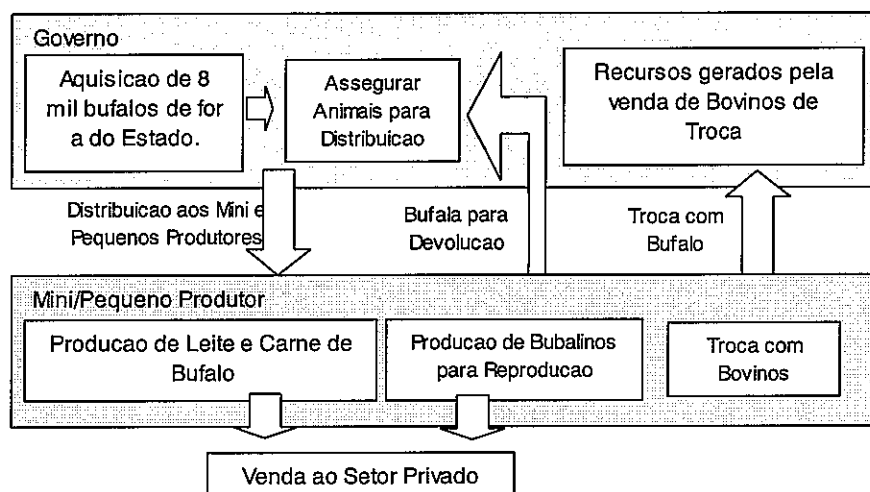 Governo
Aquisicao de 8
mil bufalos de for
a do Estado.
Assegurar
Animais para
Distribuicao
Recursos gerados pela
venda de Bovinos de
Troca
Distribuicao aos Mini e
Pequenos Produtores
Bufala para
Devolucao
Troca com
Bufalo
Mini/Pequeno Produtor
Producao de Leite e Carne de
Bufalo
Producao de Bubalinos
para Reproducao
Troca com
Bovinos
Venda ao Setor Privado